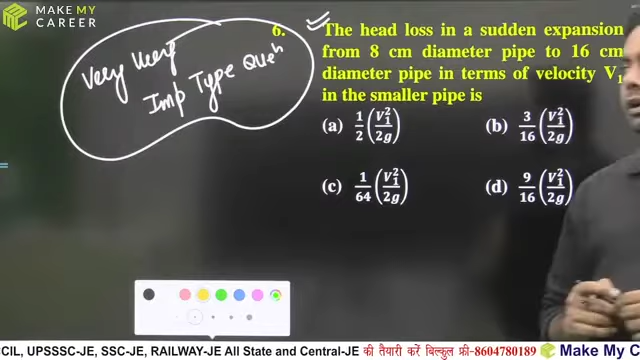 MAKE MY
CAREER
Very Very
Imp Type Queⁿ
6. The head loss in a sudden expansion
from 8 cm diameter pipe to 16 cm
diameter pipe in terms of velocity V₁
in the smaller pipe is
(a) 1/2 (V₁²/2g) (b) 3/16 (V₁²/2g)
(c) 1/64 (V₁²/2g) (d) 9/16 (V₁²/2g)
CCIL, UPSSSC-JE, SSC-JE, RAILWAY-JE All State and Central-JE की तैयारी करें बिल्कुल फ्री-8604780189 Make My C